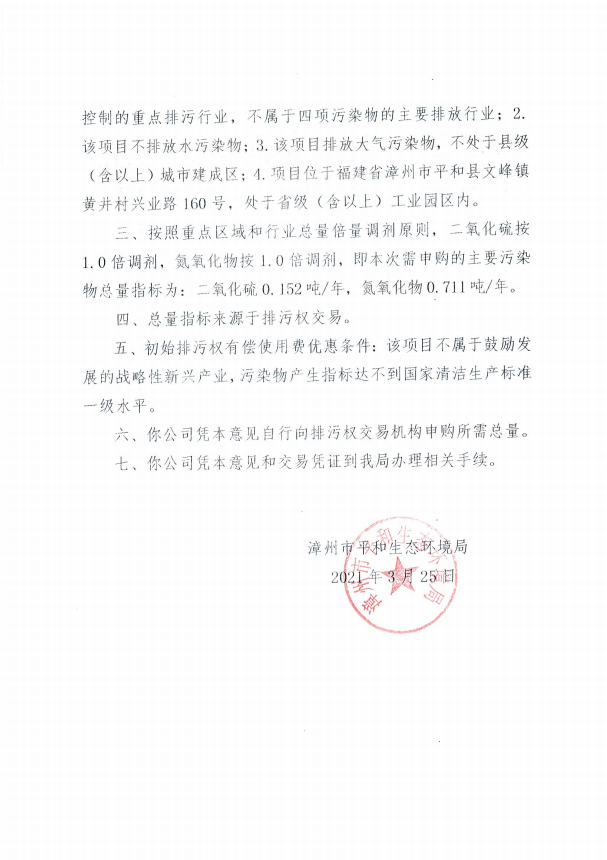 控制的重点排污行业，不属于四项污染物的主要排放行业；2.
该项目不排放水污染物；3.该项目排放大气污染物，不处于县级
（含以上）城市建成区；4.项目位于福建省漳州市平和县文峰镇
黄井村兴业路160号，处于省级（含以上）工业园区内。
三、按照重点区域和行业总量倍量调剂原则，二氧化硫按
1.0倍调剂，氮氧化物按1.0倍调剂，即本次需申购的主要污染
物总量指标为：二氧化硫0.152吨/年，氮氧化物0.711吨/年。
四、总量指标来源于排污权交易。
五、初始排污权有偿使用费优惠条件：该项目不属于鼓励发
展的战略性新兴产业，污染物产生指标达不到国家清洁生产标准
一级水平。
六、你公司凭本意见自行向排污权交易机构申购所需总量。
七、你公司凭本意见和交易凭证到我局办理相关手续。
漳州市平和生态环境局
2021年3月25日
漳州市平和生态环境局